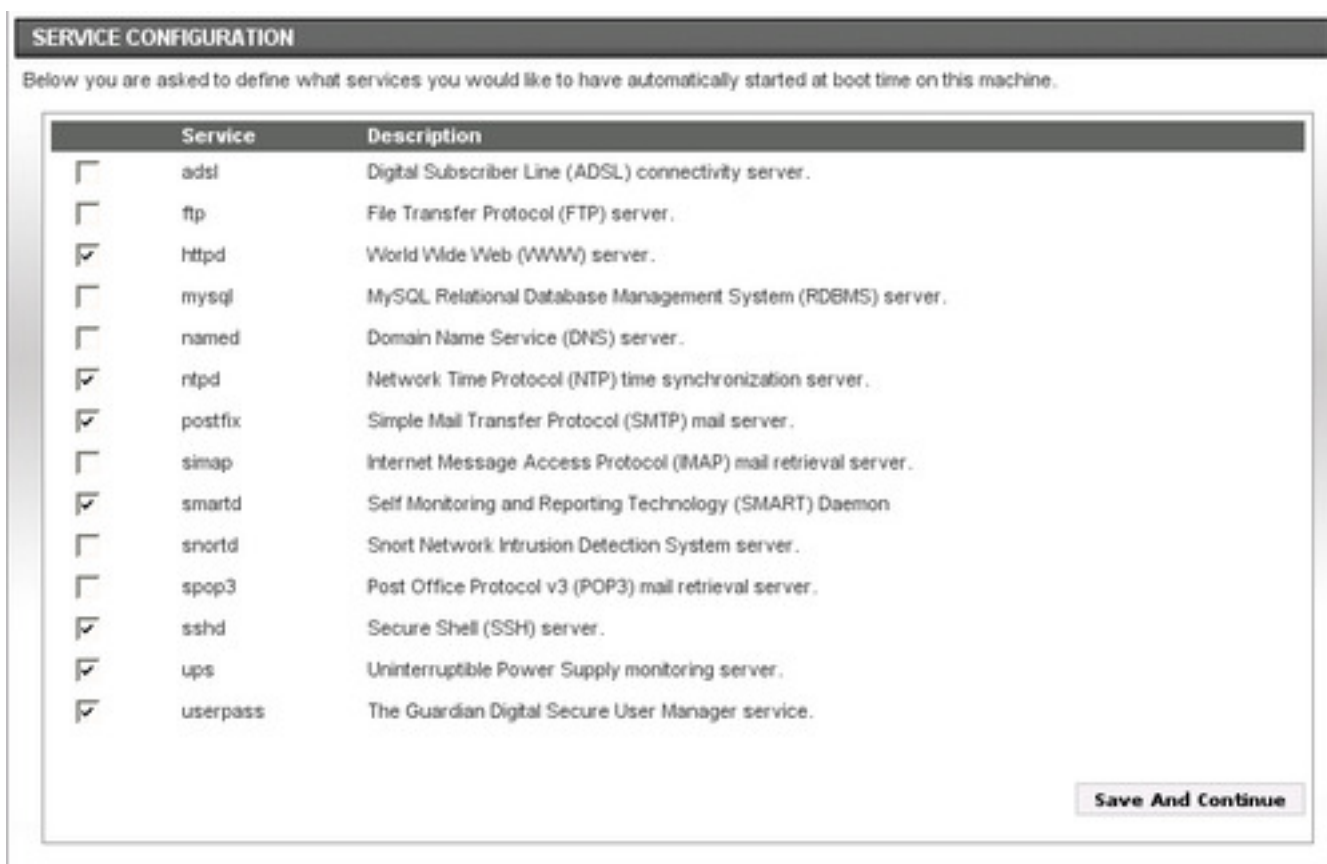 SERVICE CONFIGURATION
Below you are asked to define what services you would like to have automatically started at boot time on this machine.
Service Description
adsl Digital Subscriber Line (ADSL) connectivity server.
ftp File Transfer Protocol (FTP) server.
httpd World Wide Web (WWW) server.
mysql MySQL Relational Database Management System (RDBMS) server.
named Domain Name Service (DNS) server.
ntpd Network Time Protocol (NTP) time synchronization server.
postfix Simple Mail Transfer Protocol (SMTP) mail server.
simap Internet Message Access Protocol (IMAP) mail retrieval server.
smartd Self Monitoring and Reporting Technology (SMART) Daemon
snortd Snort Network Intrusion Detection System server.
spop3 Post Office Protocol v3 (POP3) mail retrieval server.
sshd Secure Shell (SSH) server.
ups Uninterruptible Power Supply monitoring server.
userpass The Guardian Digital Secure User Manager service.
Save And Continue